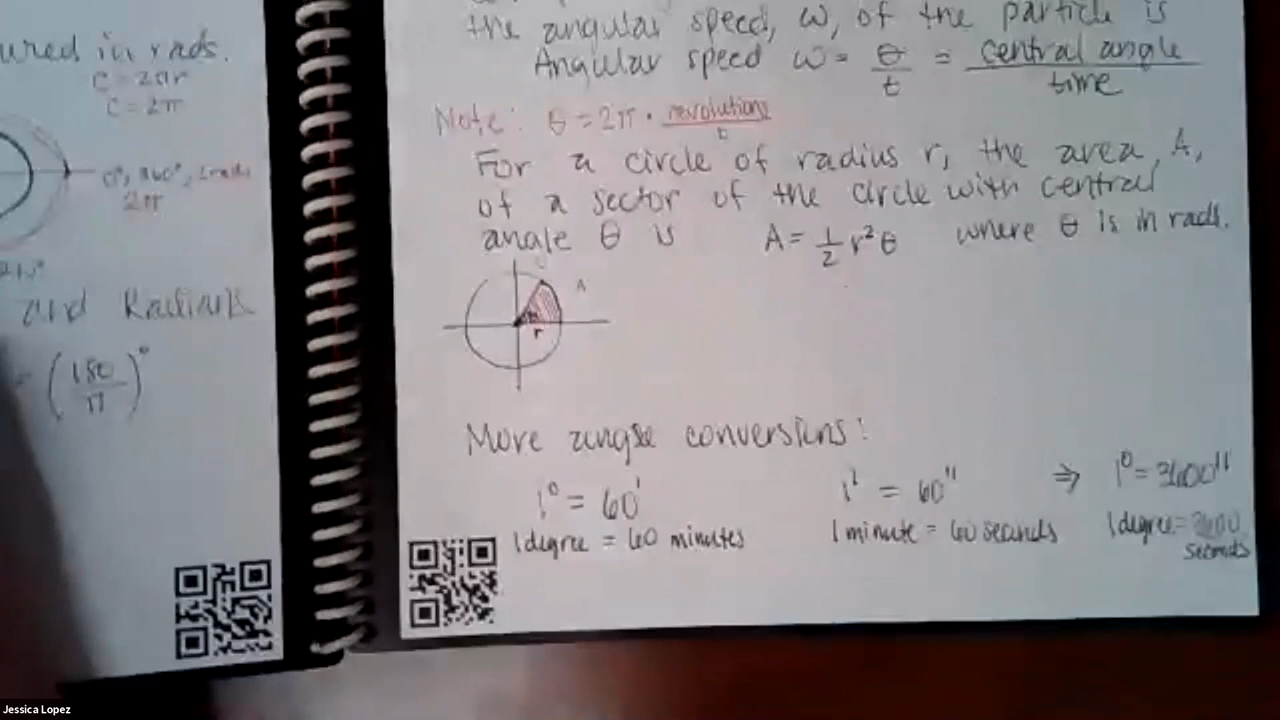 ured in rads.
C = 2πr
C = 2π
0°, 360°,
2π
and Radians
(180/π)°
the angular speed, ω, of the particle is
Angular speed ω = θ/t = central angle/time
Note: θ = 2π · revolutions/t
For a circle of radius r, the area, A,
of a sector of the circle with central
angle θ is A = 1/2 r²θ where θ is in rads.
A
θ
r
More angle conversions:
1° = 60' 1' = 60'' ⇒ 1° = 3600''
1 degree = 60 minutes 1 minute = 60 seconds 1 degree = 3600
seconds
Jessica Lopez